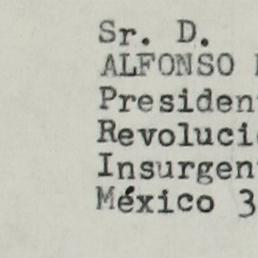 Sr. D.
ALFONSO
Presiden
Revoluci
Insurgen
México 3